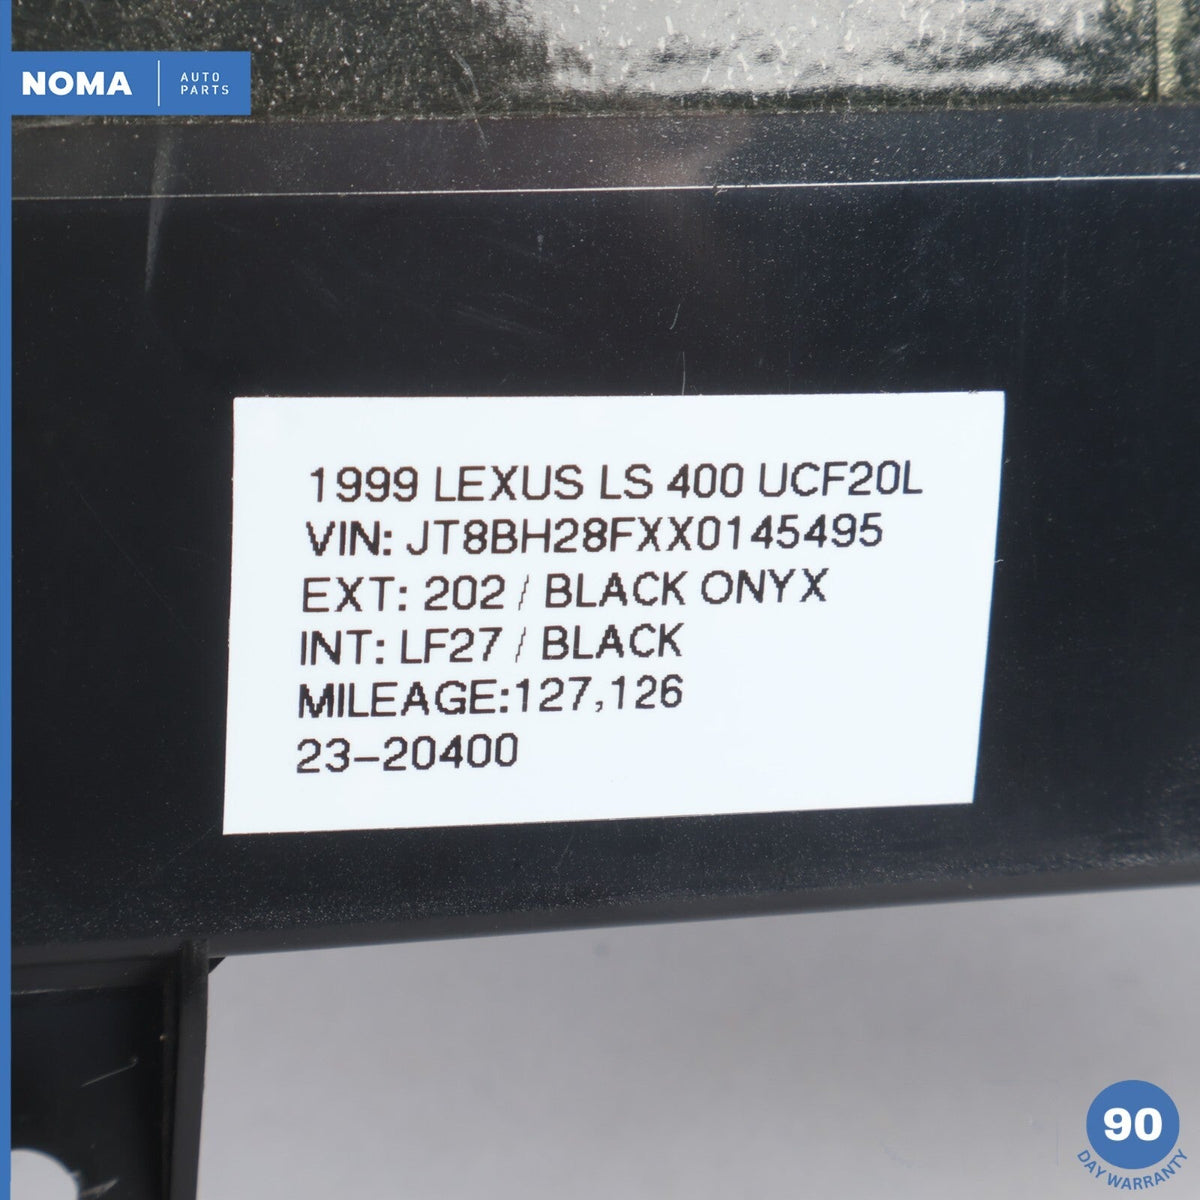 NOMA
AUTO
PARTS
1999 LEXUS LS 400 UCF20L
VIN: JT8BH28FXX0145495
EXT: 202 / BLACK ONYX
INT: LF27 / BLACK
MILEAGE:127,126
23-20400
90
DAY WARRANTY